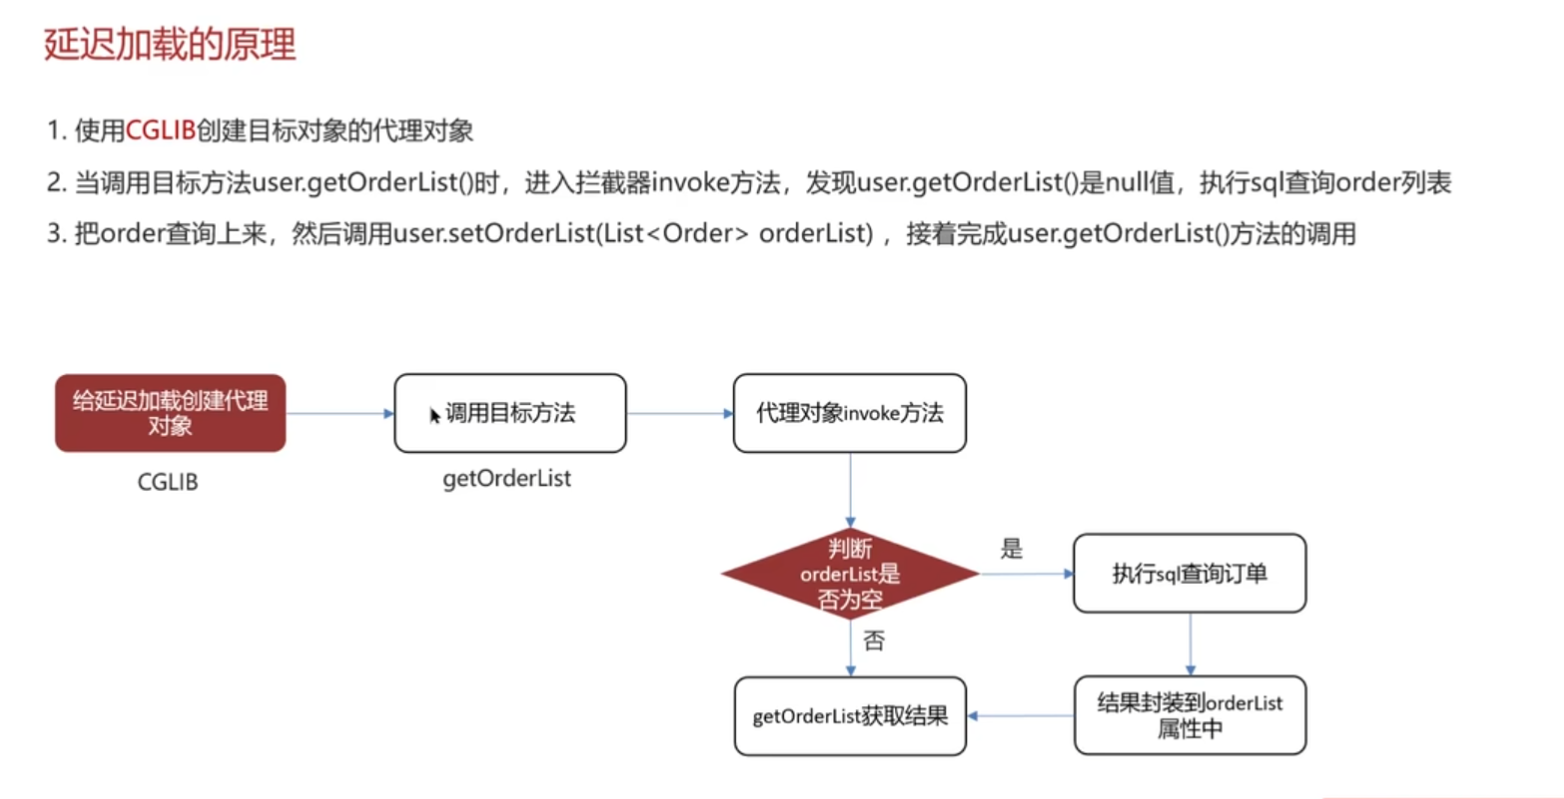 延迟加载的原理
1. 使用CGLIB创建目标对象的代理对象
2. 当调用目标方法user.getOrderList()时，进入拦截器invoke方法，发现user.getOrderList()是null值，执行sql查询order列表
3. 把order查询上来，然后调用user.setOrderList(List<Order> orderList) ，接着完成user.getOrderList()方法的调用
给延迟加载创建代理
对象
CGLIB
调用目标方法
getOrderList
代理对象invoke方法
判断
orderList是
否为空
是
执行sql查询订单
否
getOrderList获取结果
结果封装到orderList
属性中